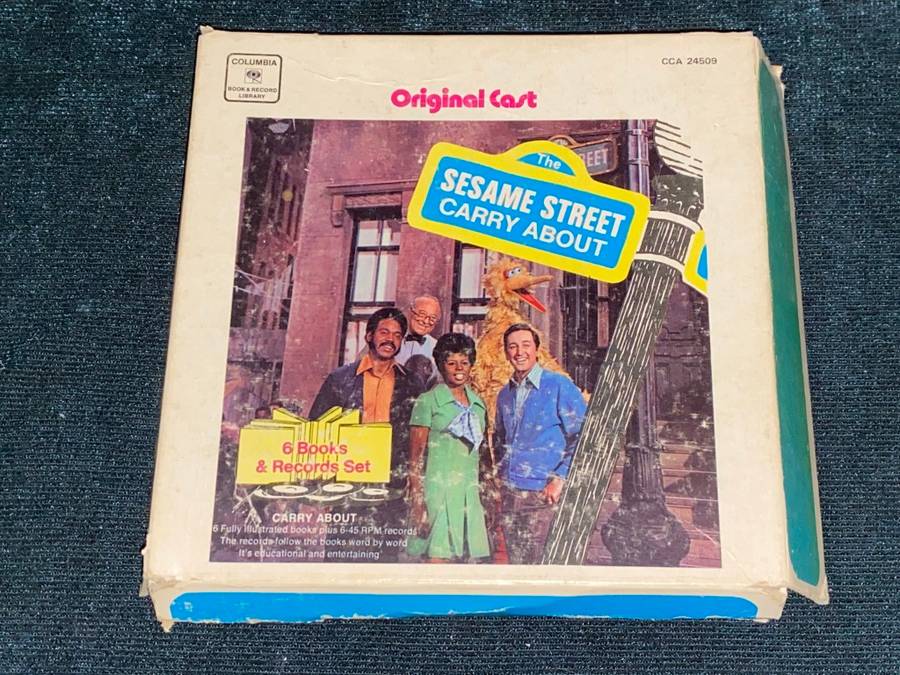 COLUMBIA
BOOK & RECORD
LIBRARY
CCA 24509
Original Cast
The
SESAME STREET
CARRY ABOUT
REET
6 Books
& Records Set
CARRY ABOUT
6 Fully illustrated books plus 6-45 RPM records
The records follow the books word by word
It's educational and entertaining